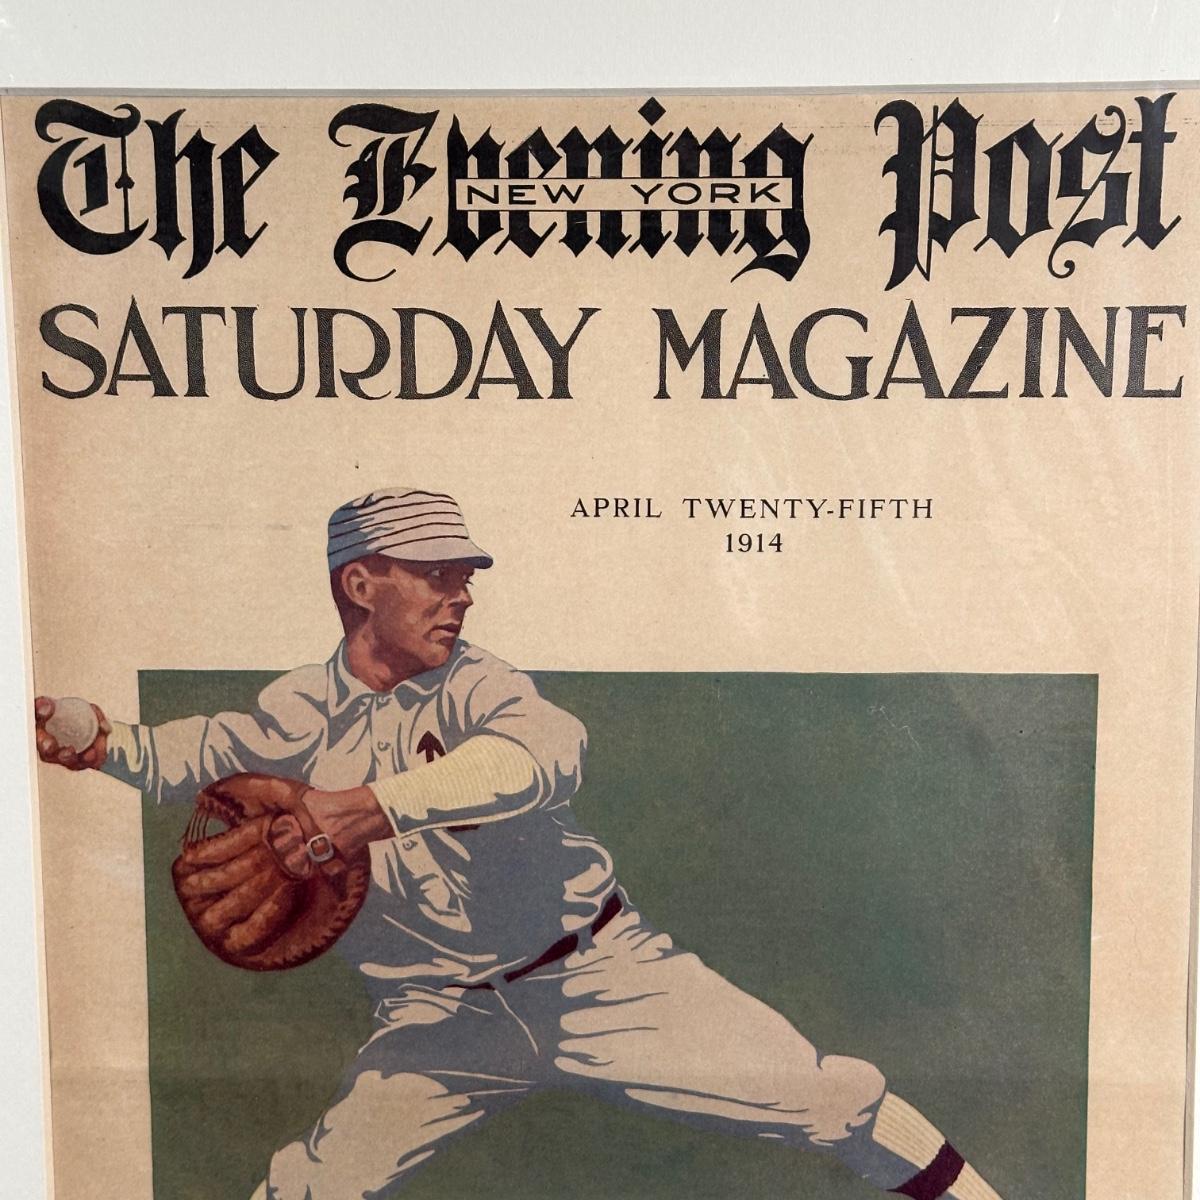 The Evening Post
NEW YORK
SATURDAY MAGAZINE
APRIL TWENTY-FIFTH
1914